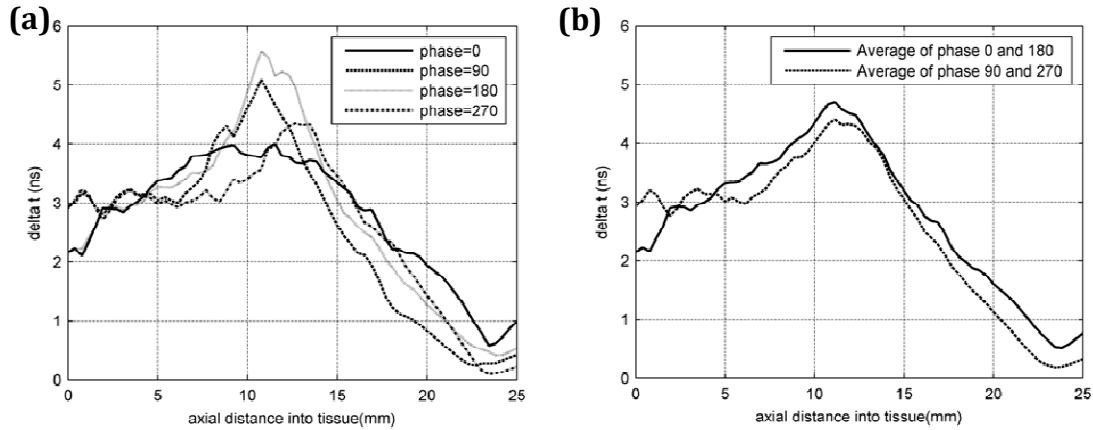 (a)
phase=0
phase=90
phase=180
phase=270
6
5
4
3
2
1
0
delta t (ns)
0 5 10 15 20 25
axial distance into tissue(mm)
(b)
Average of phase 0 and 180
Average of phase 90 and 270
6
5
4
3
2
1
0
delta t (ns)
0 5 10 15 20 25
axial distance into tissue(mm)